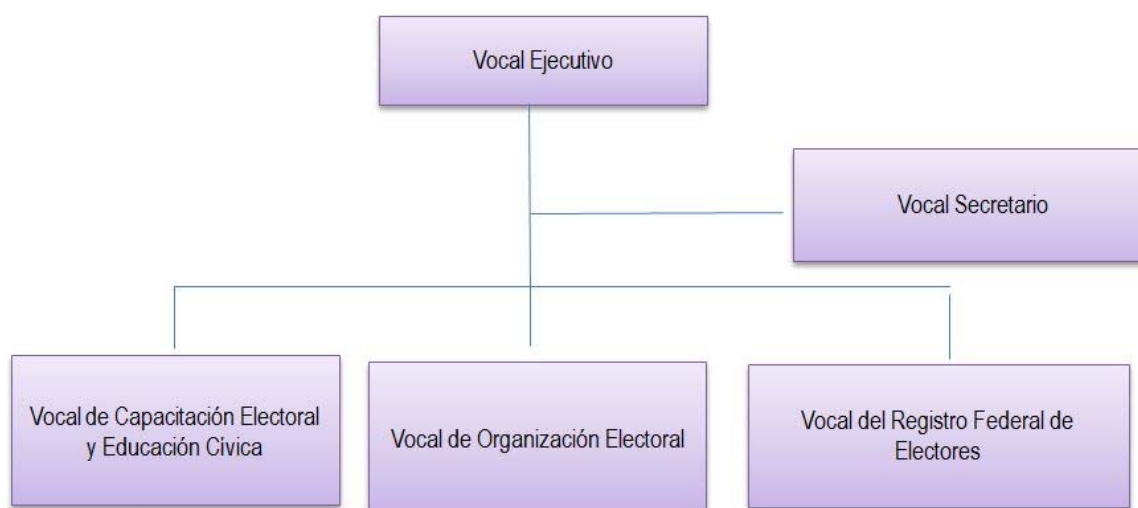 Vocal Ejecutivo
Vocal Secretario
Vocal de Capacitación Electoral
y Educación Cívica
Vocal de Organización Electoral
Vocal del Registro Federal de
Electores